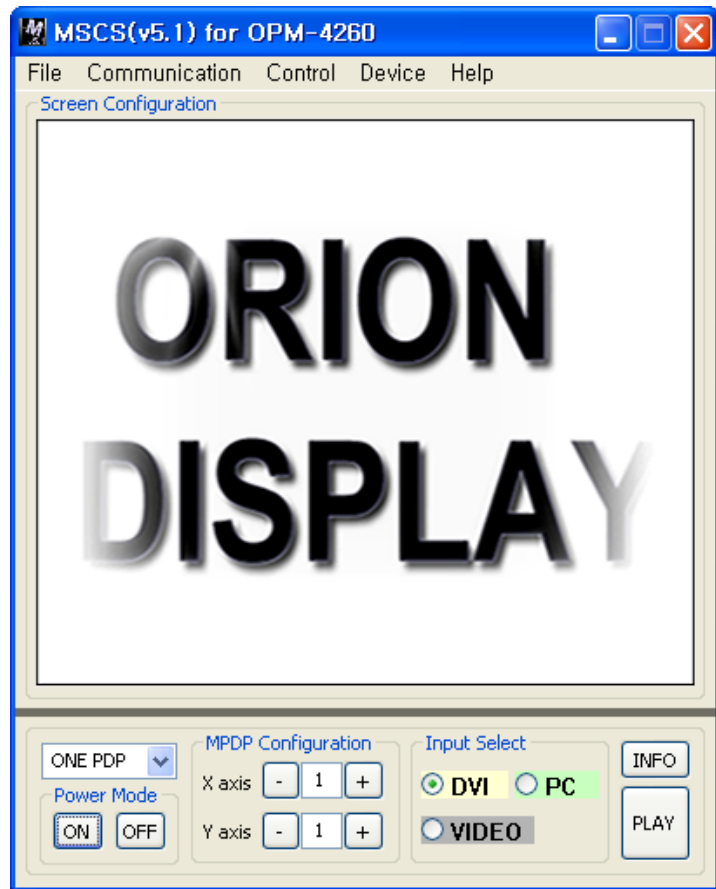 MSCS(v5.1) for OPM-4260
File Communication Control Device Help
Screen Configuration
ORION
DISPLAY
ONE PDP
Power Mode
ON OFF
MPDP Configuration
X axis - 1 +
Y axis - 1 +
Input Select
DVI PC
VIDEO
INFO
PLAY